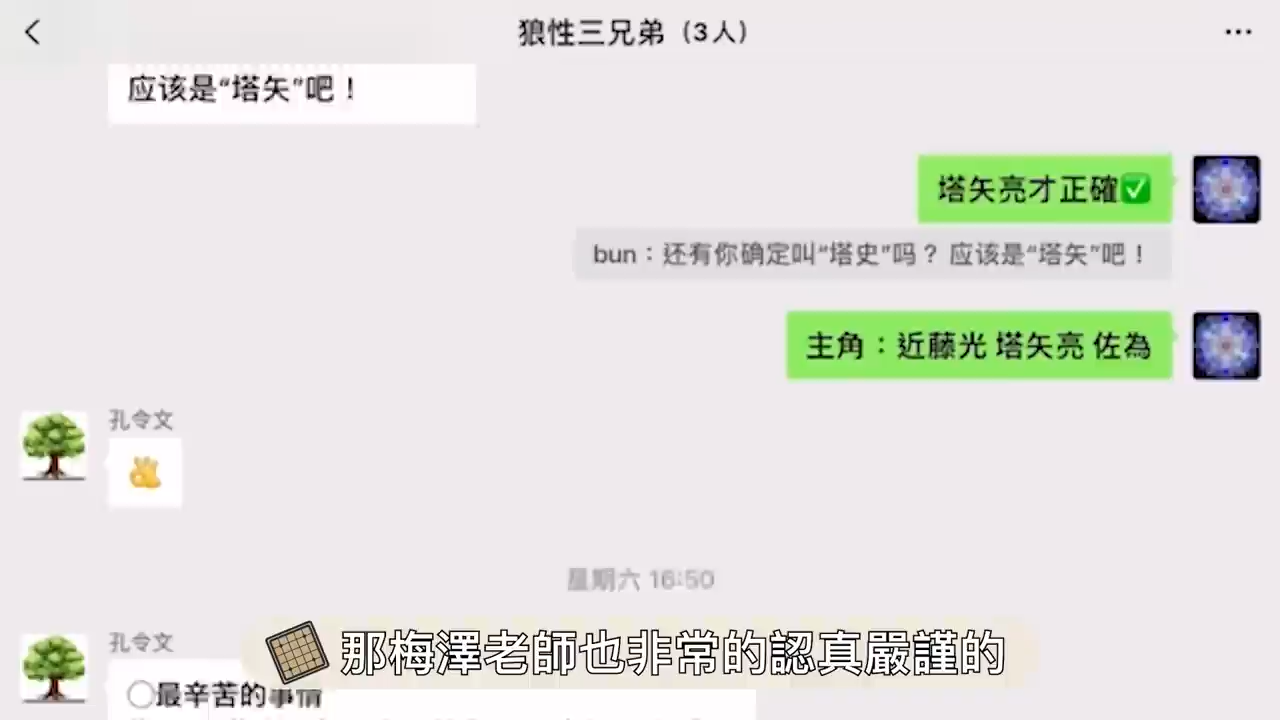 狼性三兄弟（3人）
应该是“塔矢”吧！
塔矢亮才正確✅
bun：还有你确定叫“塔史”吗？应该是“塔矢”吧！
主角：近藤光 塔矢亮 佐為
孔令文
👌
星期六 16:50
孔令文
○最辛苦的事情
那梅澤老師也非常的認真嚴謹的